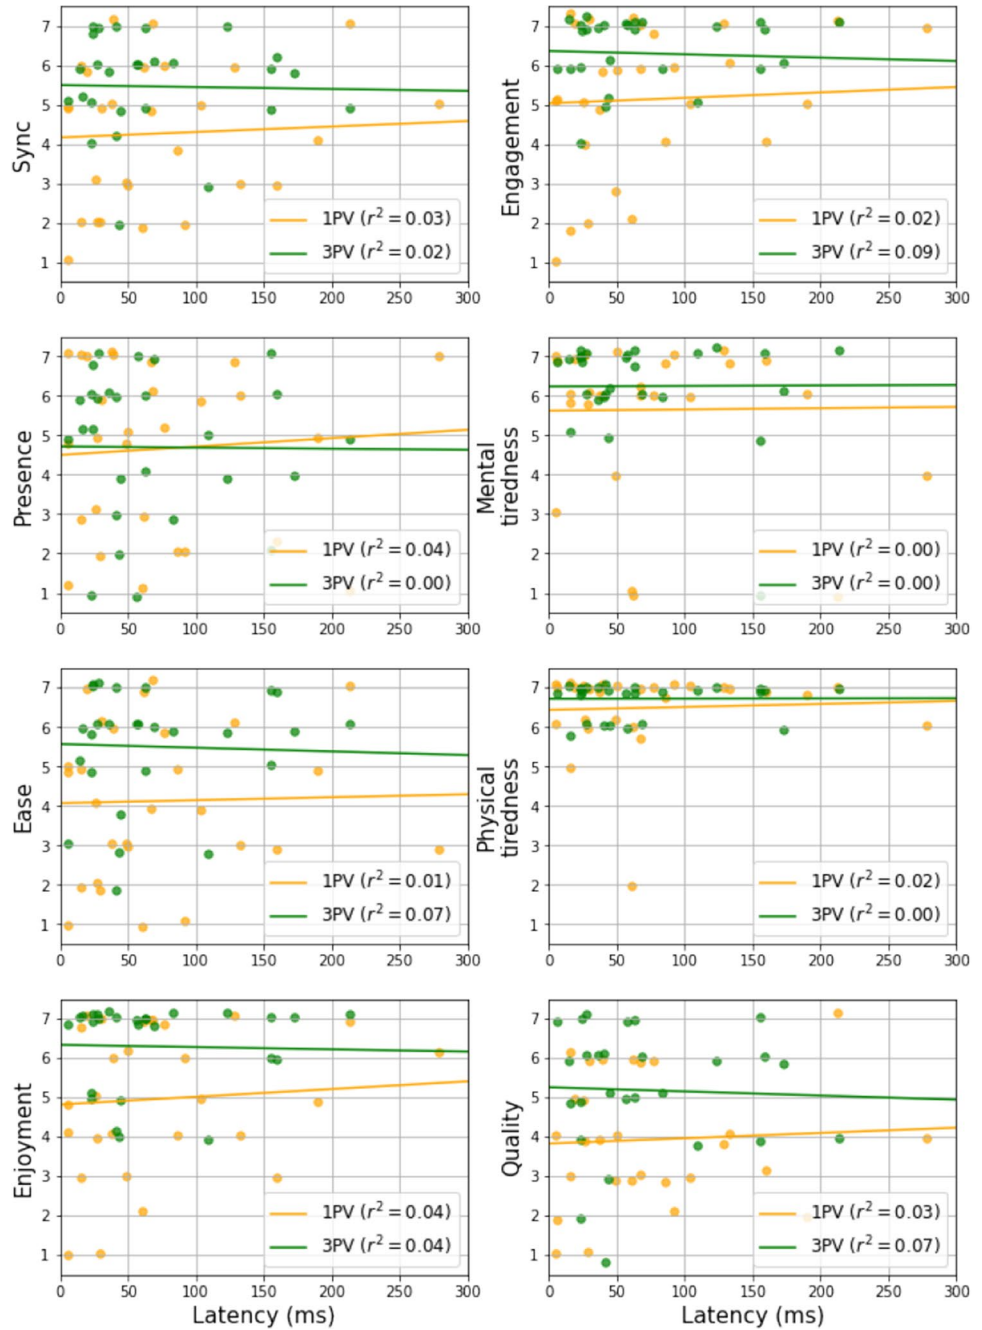 7
6
5
4
3
2
1
Sync
1PV (r² = 0.03)
3PV (r² = 0.02)
0 50 100 150 200 250 300
7
6
5
4
3
2
1
Engagement
1PV (r² = 0.02)
3PV (r² = 0.09)
0 50 100 150 200 250 300
7
6
5
4
3
2
1
Presence
1PV (r² = 0.04)
3PV (r² = 0.00)
0 50 100 150 200 250 300
7
6
5
4
3
2
1
Mental
tiredness
1PV (r² = 0.00)
3PV (r² = 0.00)
0 50 100 150 200 250 300
7
6
5
4
3
2
1
Ease
1PV (r² = 0.01)
3PV (r² = 0.07)
0 50 100 150 200 250 300
7
6
5
4
3
2
1
Physical
tiredness
1PV (r² = 0.02)
3PV (r² = 0.00)
0 50 100 150 200 250 300
7
6
5
4
3
2
1
Enjoyment
1PV (r² = 0.04)
3PV (r² = 0.04)
0 50 100 150 200 250 300
Latency (ms)
7
6
5
4
3
2
1
Quality
1PV (r² = 0.03)
3PV (r² = 0.07)
0 50 100 150 200 250 300
Latency (ms)